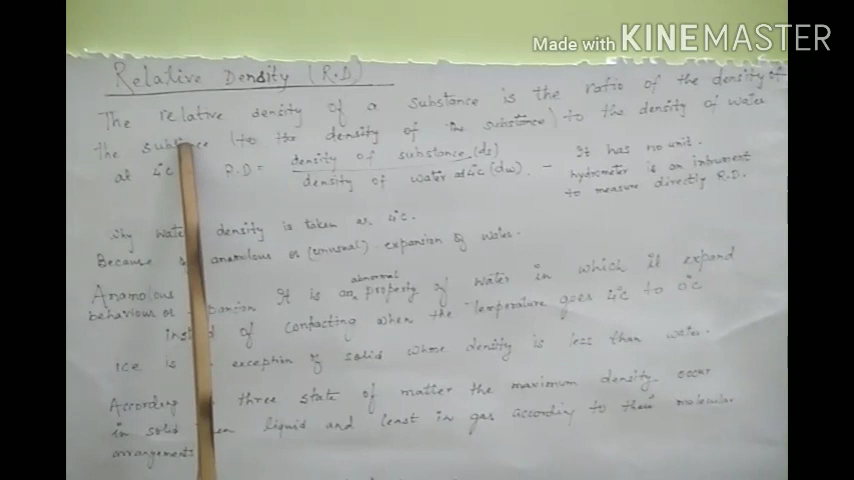 Made with KINEMASTER
Relative Density (R.D)
The relative density of a substance is the ratio of the density of
the substance (to the density of the substance) to the density of water
at 4°C R.D = density of substance (ds)
density of water at 4°C (dw). - It has no unit.
hydrometer is an instrument
to measure directly R.D.
Why water density is taken as 4°C.
Because anamolous or (unusual) expansion of water.
Anamolous It is an abnormal property of water in which it expand
behaviour or expansion
instead of contacting when the temperature goes 4°C to 0°C
ICE is exception of solid whose density is less than water.
According three state of matter the maximum density occur
in solid liquid and least in gas according to their molecular
arrangements